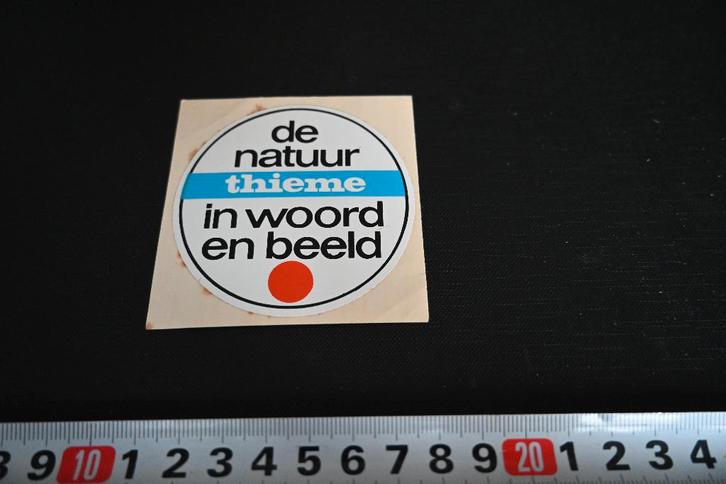 de
natuur
thieme
in woord
en beeld
9 10 1 2 3 4 5 6 7 8 9 20 1 2 3 4